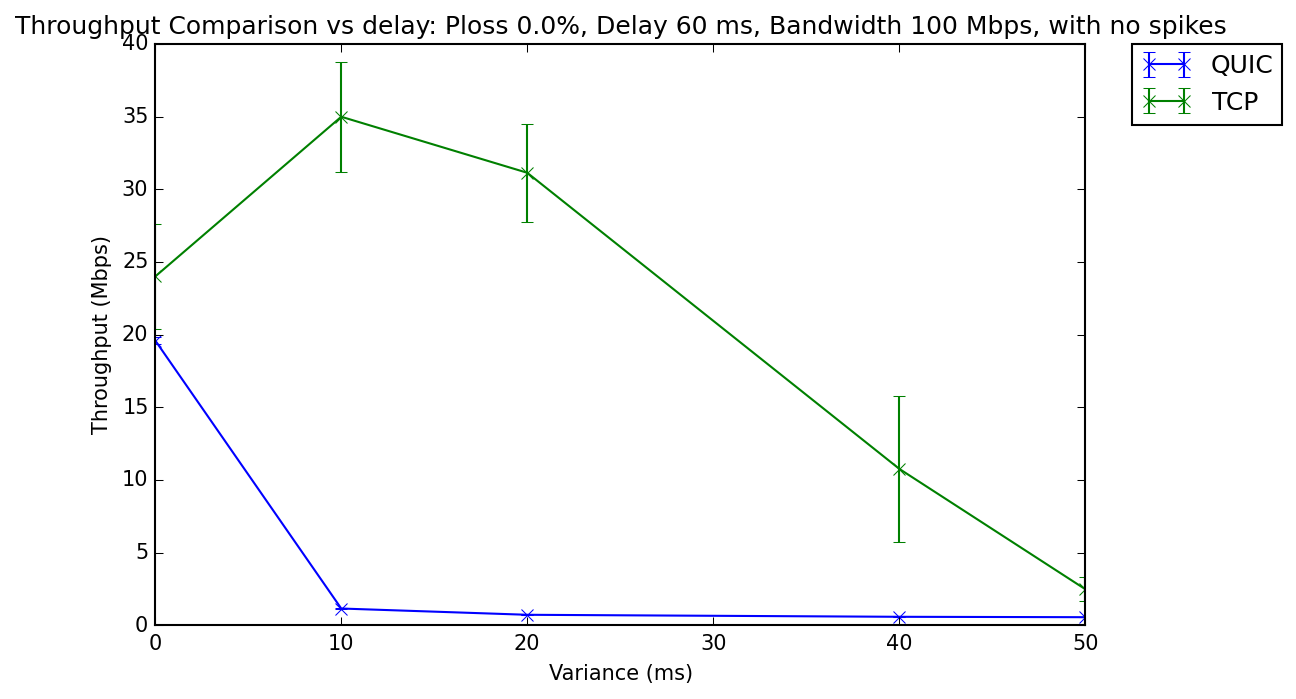 Throughput Comparison vs delay: Ploss 0.0%, Delay 60 ms, Bandwidth 100 Mbps, with no spikes
QUIC
TCP
Throughput (Mbps)
40
35
30
25
20
15
10
5
0
0 10 20 30 40 50
Variance (ms)